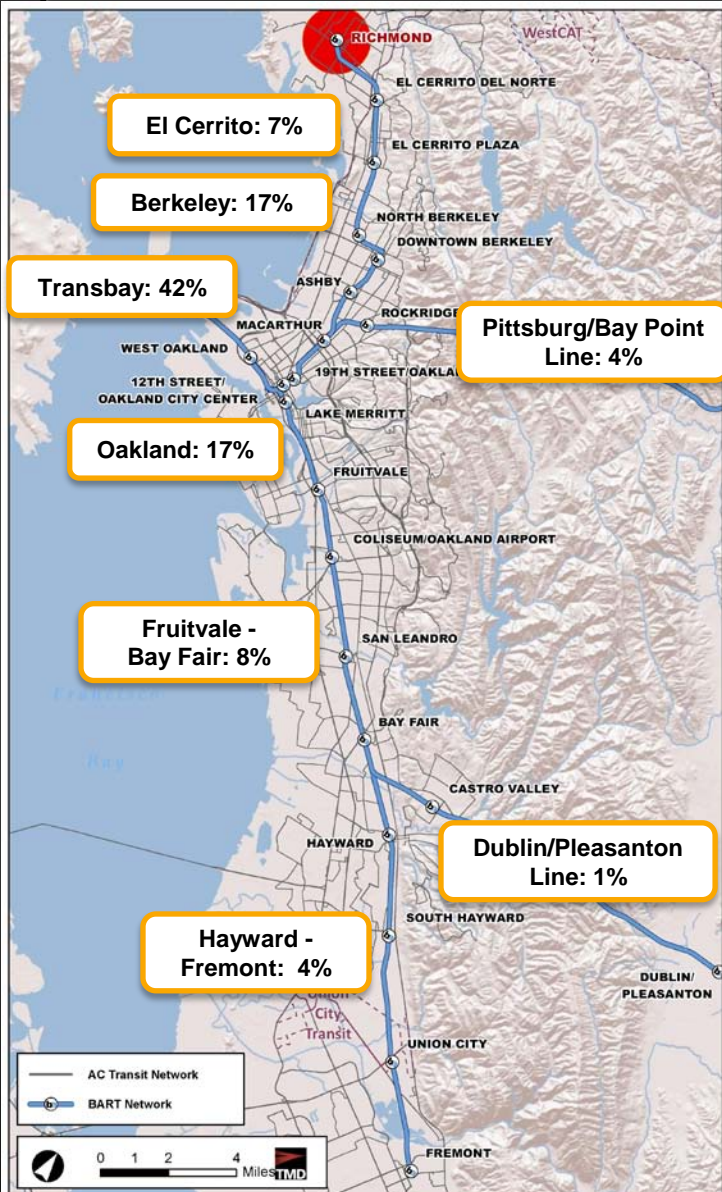 RICHMOND
WestCAT
EL CERRITO DEL NORTE
El Cerrito: 7%
EL CERRITO PLAZA
Berkeley: 17%
NORTH BERKELEY
DOWNTOWN BERKELEY
Transbay: 42%
ASHBY
ROCKRIDGE
MACARTHUR
Pittsburg/Bay Point
Line: 4%
WEST OAKLAND
19TH STREET/OAKL
12TH STREET/
OAKLAND CITY CENTER
LAKE MERRITT
Oakland: 17%
FRUITVALE
COLISEUM/OAKLAND AIRPORT
Fruitvale -
Bay Fair: 8%
SAN LEANDRO
Francisco
Bay
BAY FAIR
CASTRO VALLEY
HAYWARD
Dublin/Pleasanton
Line: 1%
SOUTH HAYWARD
Hayward -
Fremont: 4%
DUBLIN/
PLEASANTON
Union
City
Transit
UNION CITY
AC Transit Network
BART Network
FREMONT
0 1 2 4
Miles
TMD